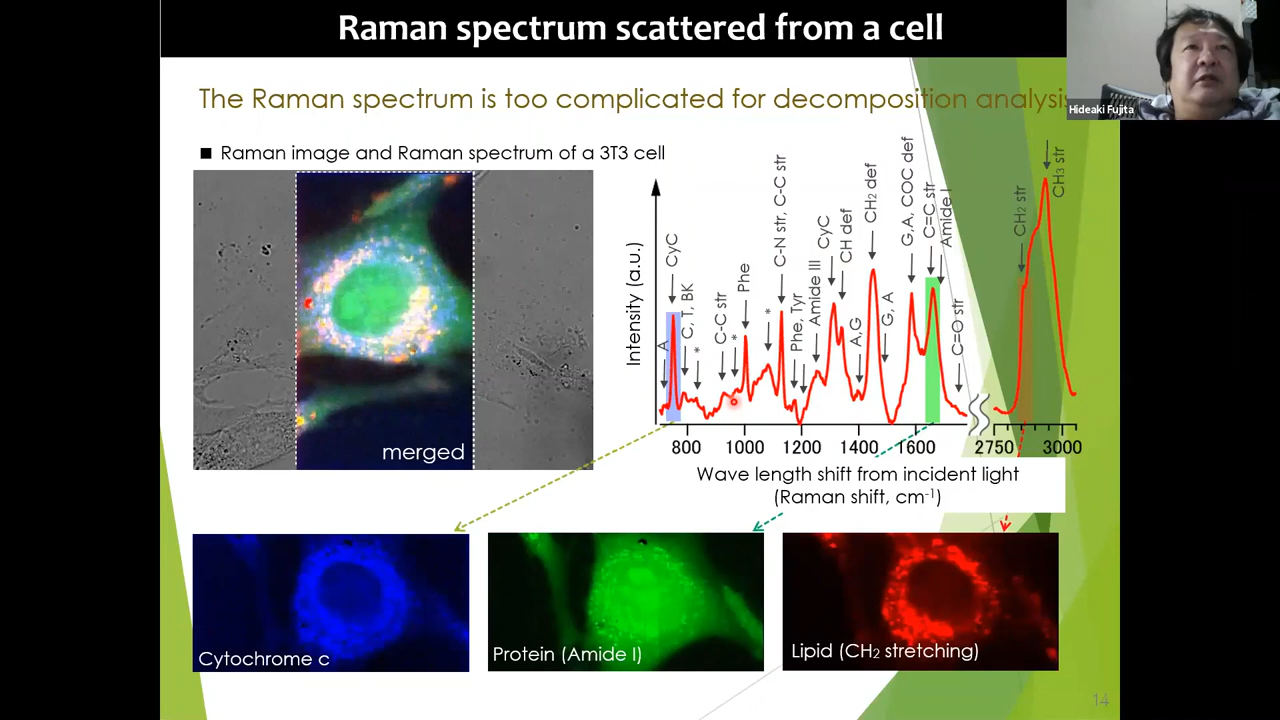 Raman spectrum scattered from a cell
Hideaki Fujita
The Raman spectrum is too complicated for decomposition analysis
■ Raman image and Raman spectrum of a 3T3 cell
merged
Intensity (a.u.)
A
CyC
C, T, BK
*
C-C str
*
Phe
*
C-N str, C-C str
Phe, Tyr
Amide III
CyC
CH def
A,G
CH2 def
G, A
G,A, COC def
C=C str
Amide I
C=O str
CH2 str
CH3 str
800 1000 1200 1400 1600 2750 3000
Wave length shift from incident light
(Raman shift, cm-1)
Cytochrome c
Protein (Amide I)
Lipid (CH2 stretching)
14